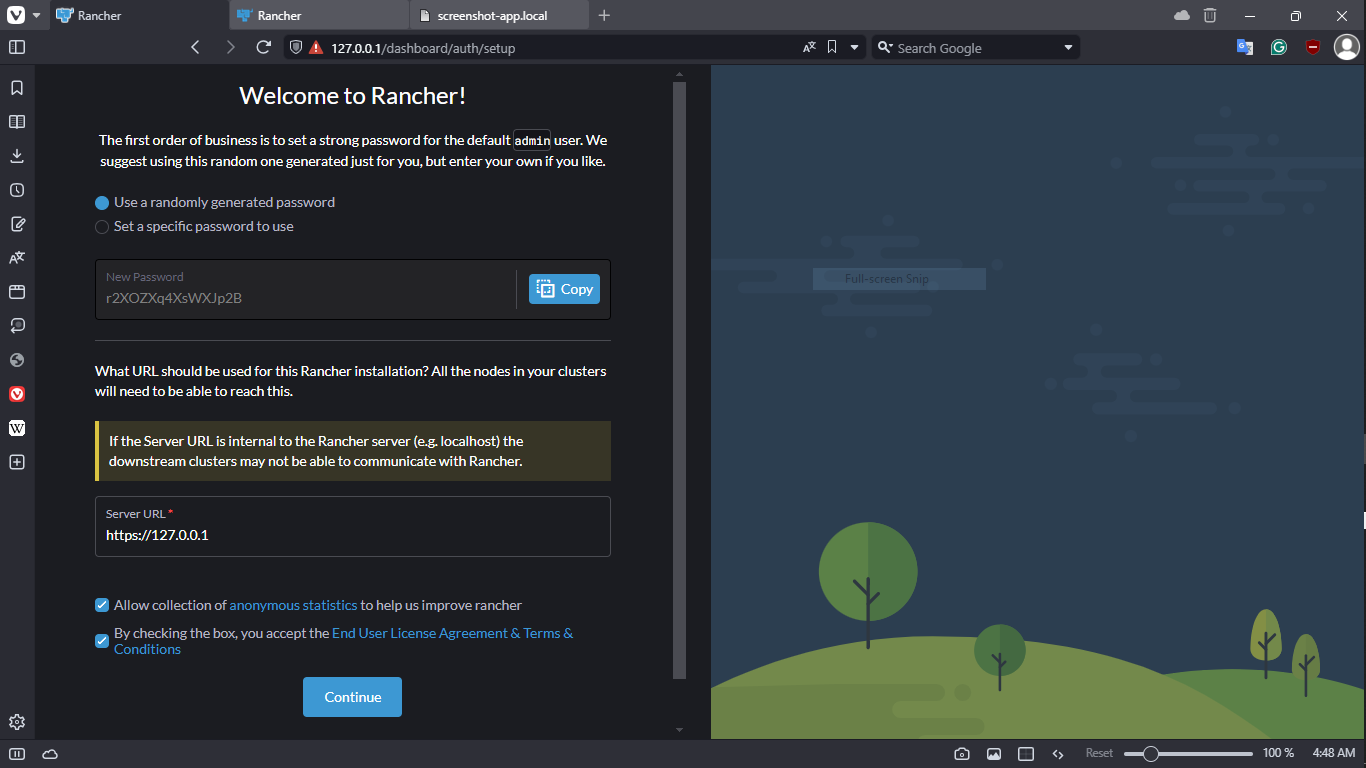 Rancher
Rancher
screenshot-app.local
127.0.0.1/dashboard/auth/setup
Search Google
Welcome to Rancher!
The first order of business is to set a strong password for the default admin user. We
suggest using this random one generated just for you, but enter your own if you like.
Use a randomly generated password
Set a specific password to use
New Password
r2XOZXq4XsWXJp2B
Copy
Full-screen Snip
What URL should be used for this Rancher installation? All the nodes in your clusters
will need to be able to reach this.
If the Server URL is internal to the Rancher server (e.g. localhost) the
downstream clusters may not be able to communicate with Rancher.
Server URL*
https://127.0.0.1
Allow collection of anonymous statistics to help us improve rancher
By checking the box, you accept the End User License Agreement & Terms &
Conditions
Continue
Reset
100 %
4:48 AM